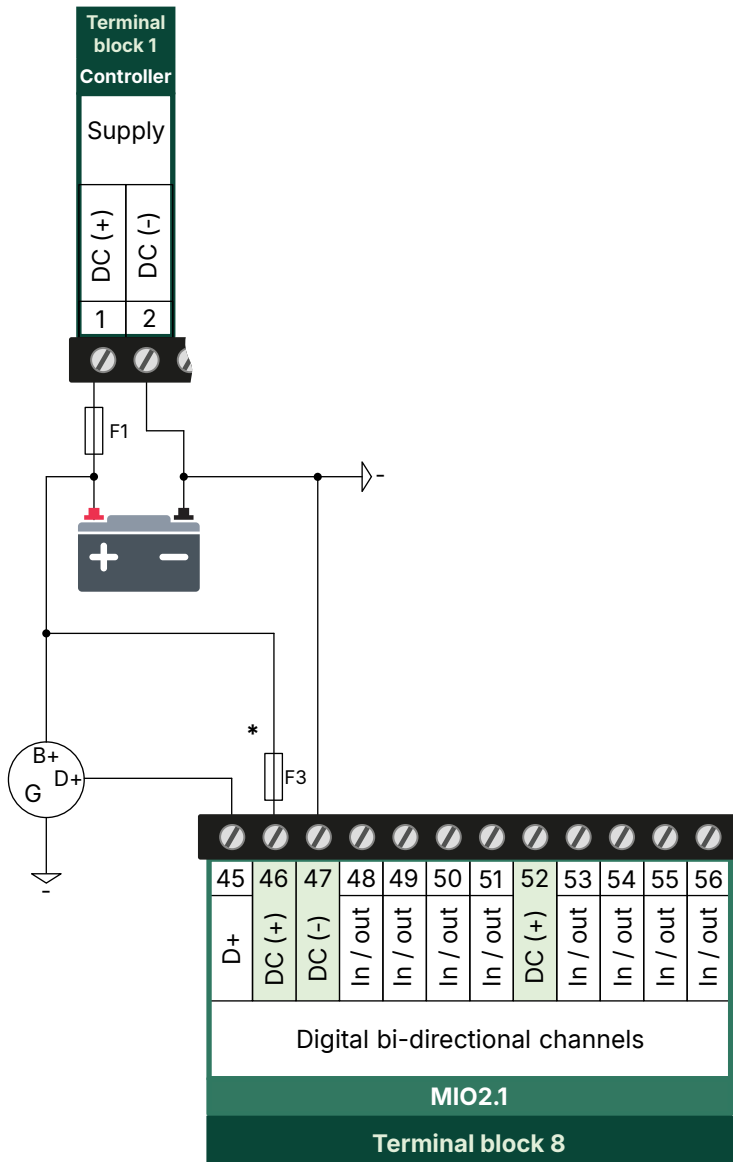 Terminal
block 1
Controller
Supply
DC (+) DC (-)
1 2
F1
-
+ -
*
B+
D+
G
F3
-
45 46 47 48 49 50 51 52 53 54 55 56
D+ DC (+) DC (-) In / out In / out In / out In / out DC (+) In / out In / out In / out In / out
Digital bi-directional channels
MIO2.1
Terminal block 8